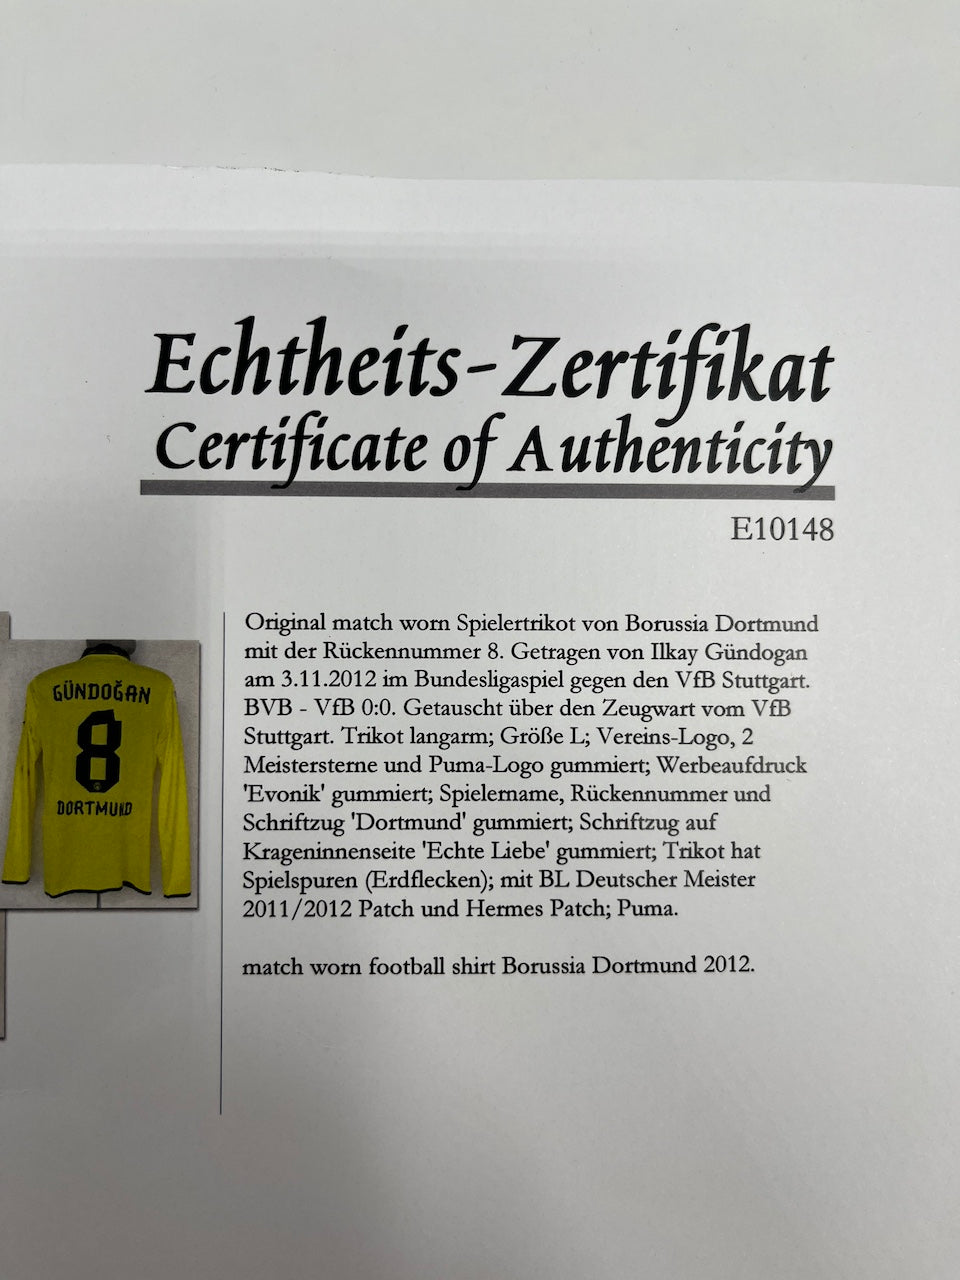 Echtheits-Zertifikat
Certificate of Authenticity
E10148
GÜNDOĞAN
8
DORTMUND
Original match worn Spielertrikot von Borussia Dortmund
mit der Rückennummer 8. Getragen von Ilkay Gündogan
am 3.11.2012 im Bundesligaspiel gegen den VfB Stuttgart.
BVB - VfB 0:0. Getauscht über den Zeugwart vom VfB
Stuttgart. Trikot langarm; Größe L; Vereins-Logo, 2
Meistersterne und Puma-Logo gummiert; Werbeaufdruck
'Evonik' gummiert; Spielername, Rückennummer und
Schriftzug 'Dortmund' gummiert; Schriftzug auf
Krageninnenseite 'Echte Liebe' gummiert; Trikot hat
Spielspuren (Erdflecken); mit BL Deutscher Meister
2011/2012 Patch und Hermes Patch; Puma.
match worn football shirt Borussia Dortmund 2012.